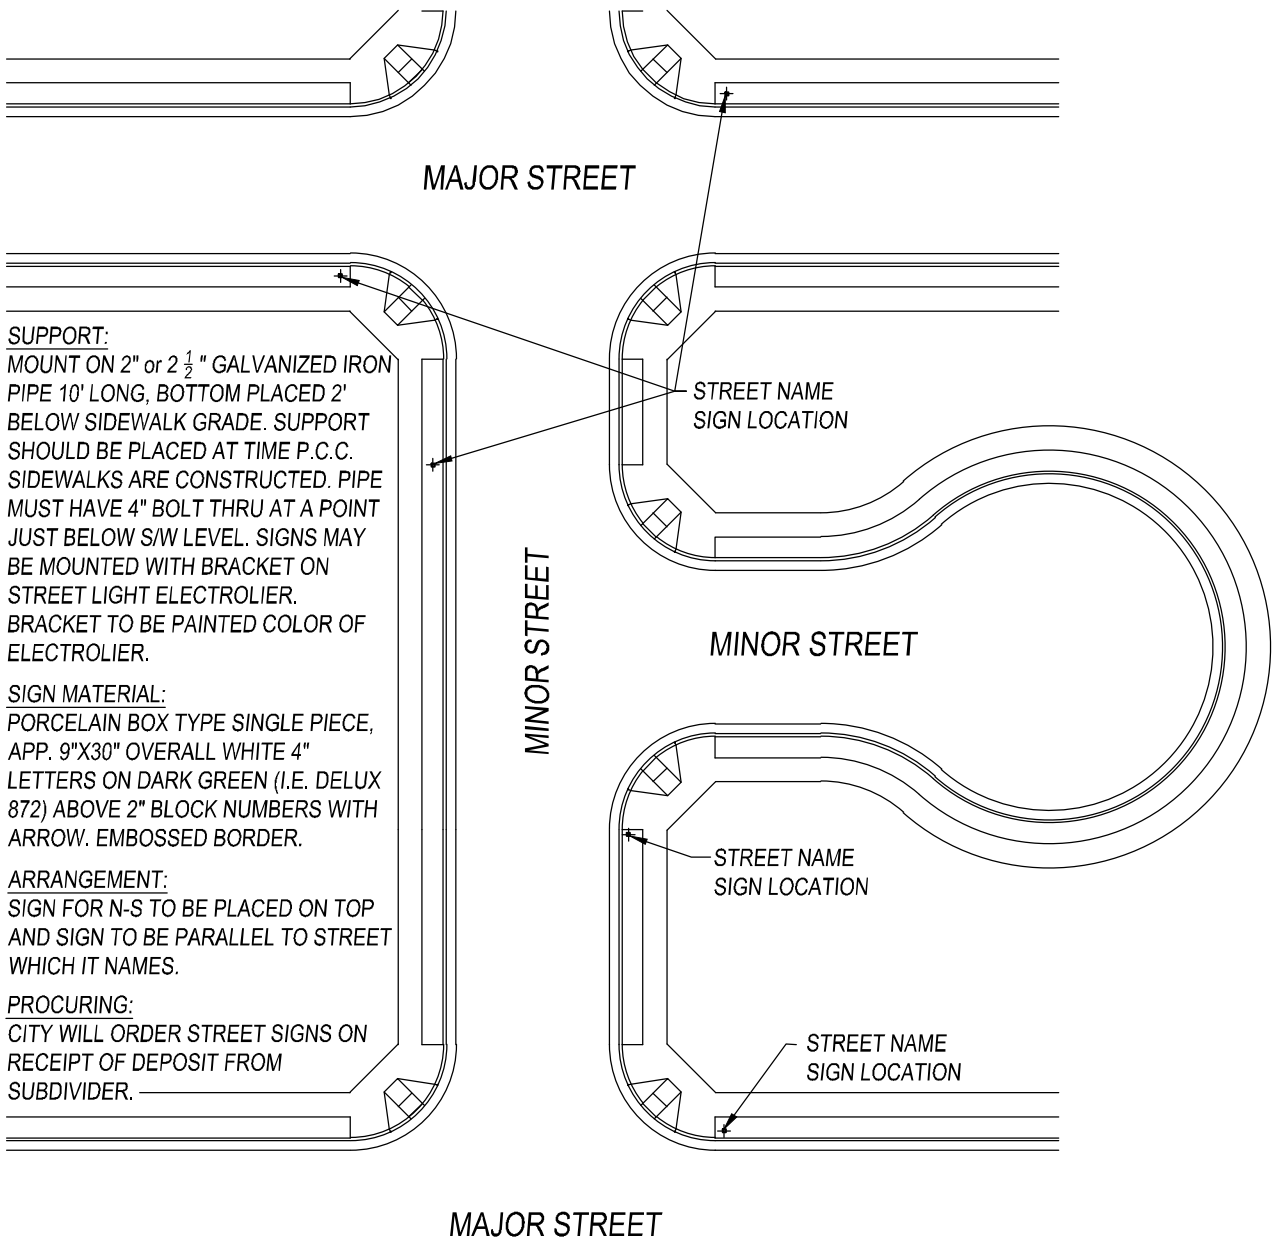 MAJOR STREET
SUPPORT:
MOUNT ON 2" or 2 1/2 " GALVANIZED IRON
PIPE 10' LONG, BOTTOM PLACED 2'
BELOW SIDEWALK GRADE. SUPPORT
SHOULD BE PLACED AT TIME P.C.C.
SIDEWALKS ARE CONSTRUCTED. PIPE
MUST HAVE 4" BOLT THRU AT A POINT
JUST BELOW S/W LEVEL. SIGNS MAY
BE MOUNTED WITH BRACKET ON
STREET LIGHT ELECTROLIER.
BRACKET TO BE PAINTED COLOR OF
ELECTROLIER.
SIGN MATERIAL:
PORCELAIN BOX TYPE SINGLE PIECE,
APP. 9"X30" OVERALL WHITE 4"
LETTERS ON DARK GREEN (I.E. DELUX
872) ABOVE 2" BLOCK NUMBERS WITH
ARROW. EMBOSSED BORDER.
ARRANGEMENT:
SIGN FOR N-S TO BE PLACED ON TOP
AND SIGN TO BE PARALLEL TO STREET
WHICH IT NAMES.
PROCURING:
CITY WILL ORDER STREET SIGNS ON
RECEIPT OF DEPOSIT FROM
SUBDIVIDER.
STREET NAME
SIGN LOCATION
MINOR STREET
MINOR STREET
STREET NAME
SIGN LOCATION
STREET NAME
SIGN LOCATION
MAJOR STREET